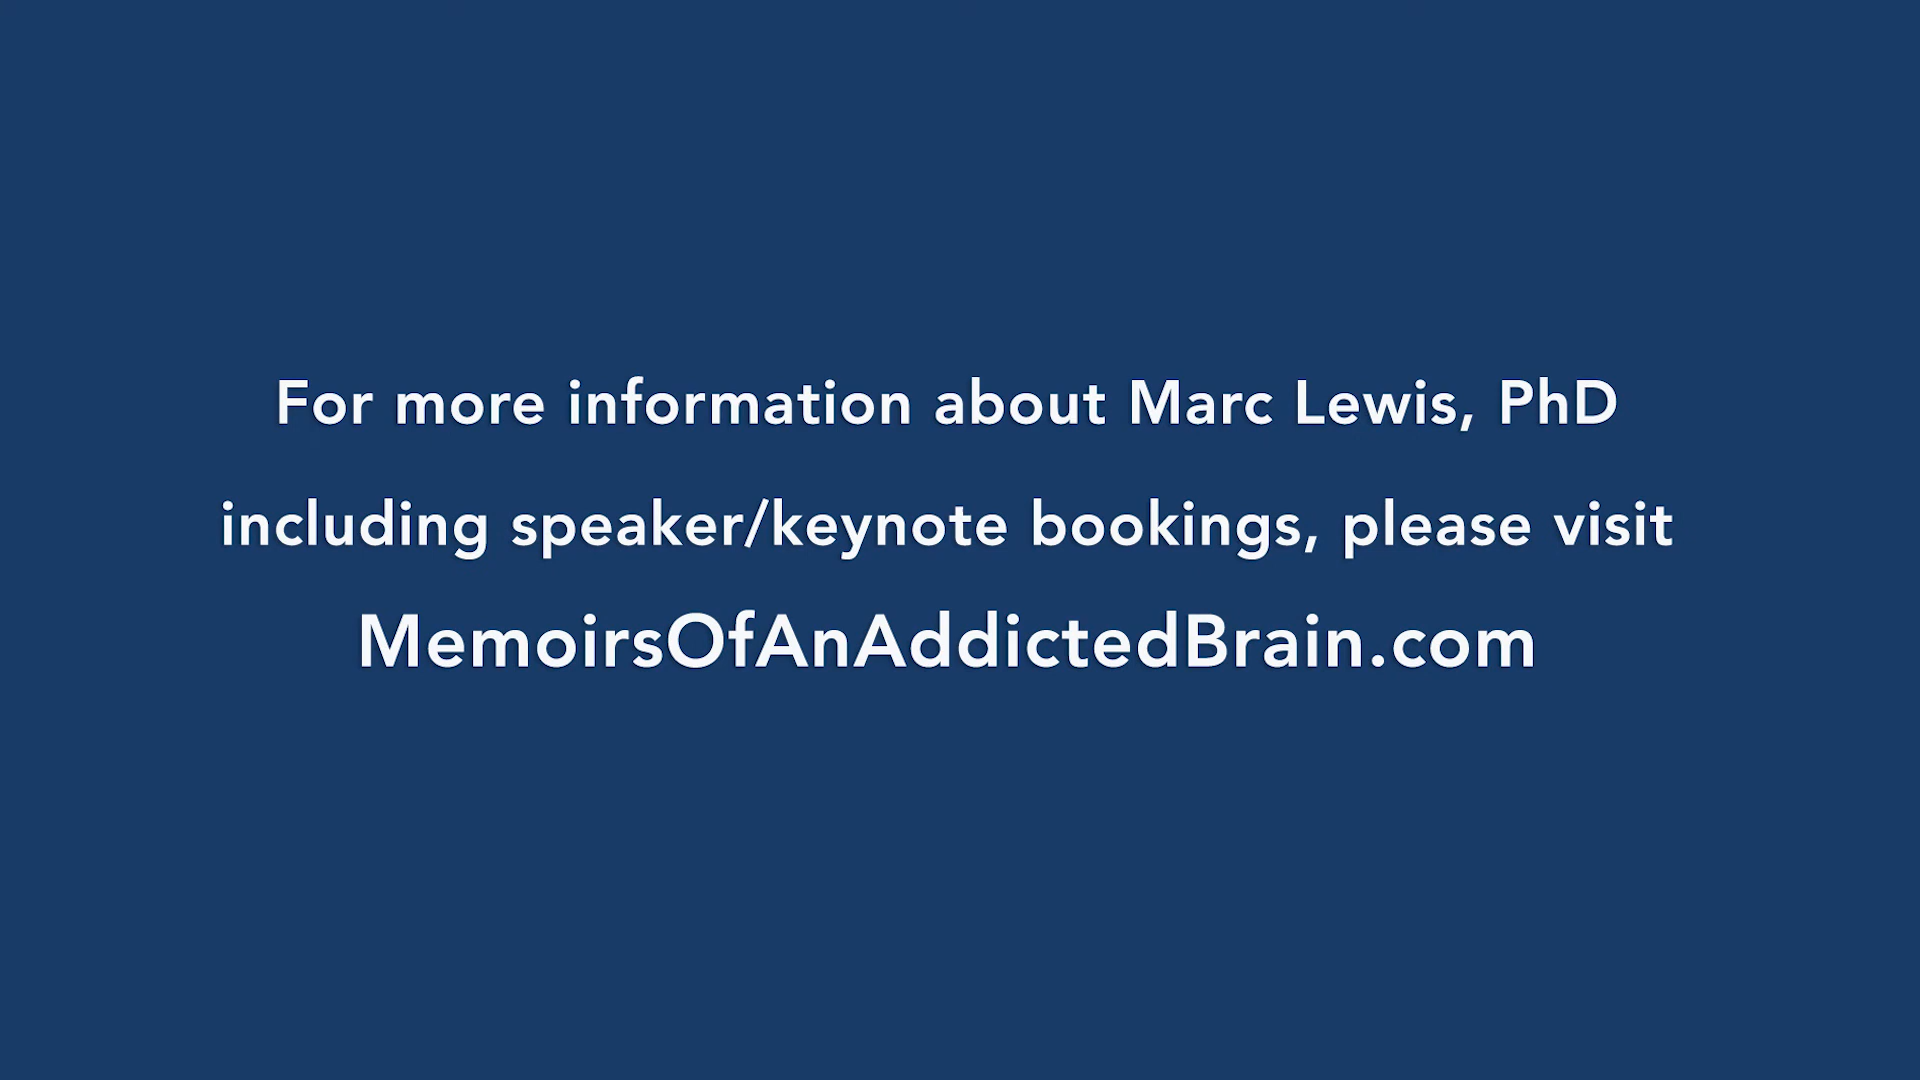 For more information about Marc Lewis, PhD
including speaker/keynote bookings, please visit
MemoirsOfAnAddictedBrain.com